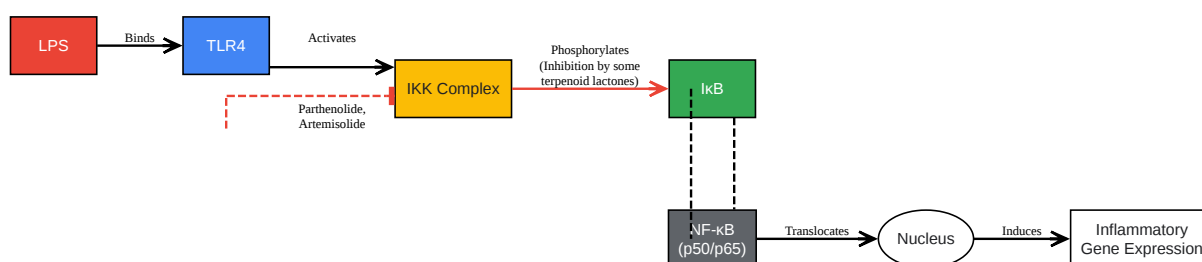 LPS
Binds
TLR4
Activates
Parthenolide,
Artemisolide
IKK Complex
Phosphorylates
(Inhibition by some
terpenoid lactones)
IκB
NF-κB
(p50/p65)
Translocates
Nucleus
Induces
Inflammatory
Gene Expression